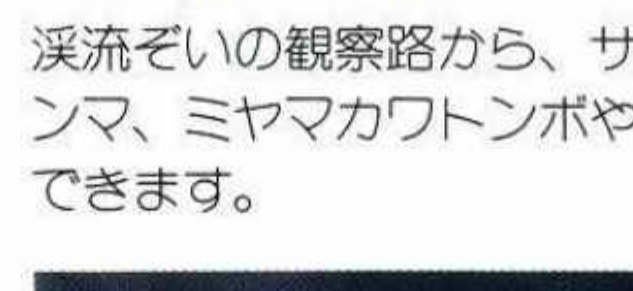 渓流ぞいの観察路から、サ
ンマ、ミヤマカワトンボや
できます。